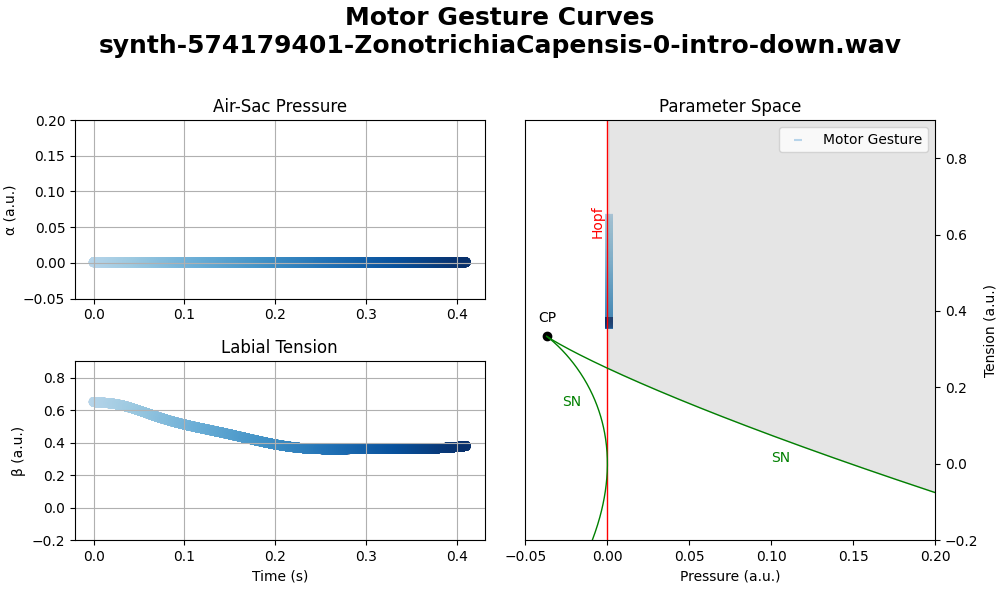 Motor Gesture Curves
synth-574179401-ZonotrichiaCapensis-0-intro-down.wav
Air-Sac Pressure
0.20
0.15
0.10
0.05
0.00
−0.05
α (a.u.)
0.0 0.1 0.2 0.3 0.4
Labial Tension
0.8
0.6
0.4
0.2
0.0
−0.2
β (a.u.)
0.0 0.1 0.2 0.3 0.4
Time (s)
Parameter Space
Motor Gesture
Hopf
CP
SN
SN
0.8
0.6
0.4
0.2
0.0
−0.2
Tension (a.u.)
−0.05 0.00 0.05 0.10 0.15 0.20
Pressure (a.u.)